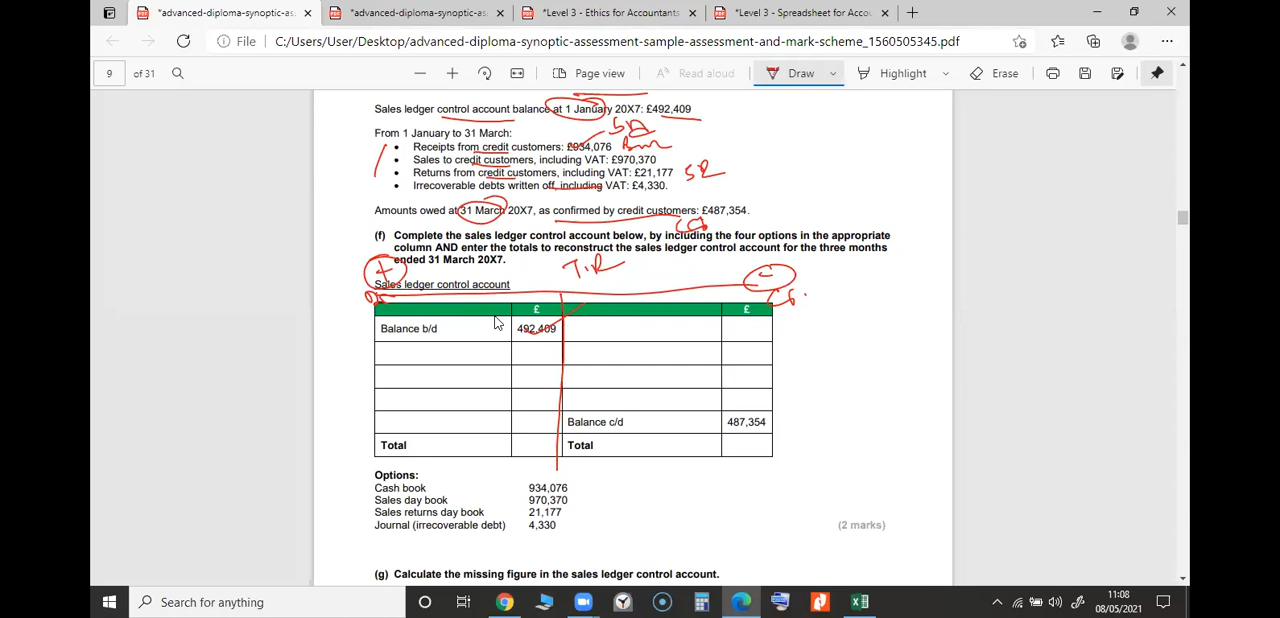 *advanced-diploma-synoptic-as: *advanced-diploma-synoptic-as: *Level 3 - Ethics for Accountants *Level 3 - Spreadsheet for Accou
File C:/Users/User/Desktop/advanced-diploma-synoptic-assessment-sample-assessment-and-mark-scheme_1560505345.pdf
9 of 31 Page view Read aloud Draw Highlight Erase
Sales ledger control account balance at 1 January 20X7: £492,409
From 1 January to 31 March:
• Receipts from credit customers: £934,076
• Sales to credit customers, including VAT: £970,370
• Returns from credit customers, including VAT: £21,177 SR
• Irrecoverable debts written off, including VAT: £4,330.
Amounts owed at 31 March 20X7, as confirmed by credit customers: £487,354.
(f) Complete the sales ledger control account below, by including the four options in the appropriate
column AND enter the totals to reconstruct the sales ledger control account for the three months
ended 31 March 20X7.
T.R
+ -
Sales ledger control account
£ £
Balance b/d 492,409
Balance c/d 487,354
Total Total
Options:
Cash book 934,076
Sales day book 970,370
Sales returns day book 21,177
Journal (irrecoverable debt) 4,330
(2 marks)
(g) Calculate the missing figure in the sales ledger control account.
Search for anything
11:08
08/05/2021